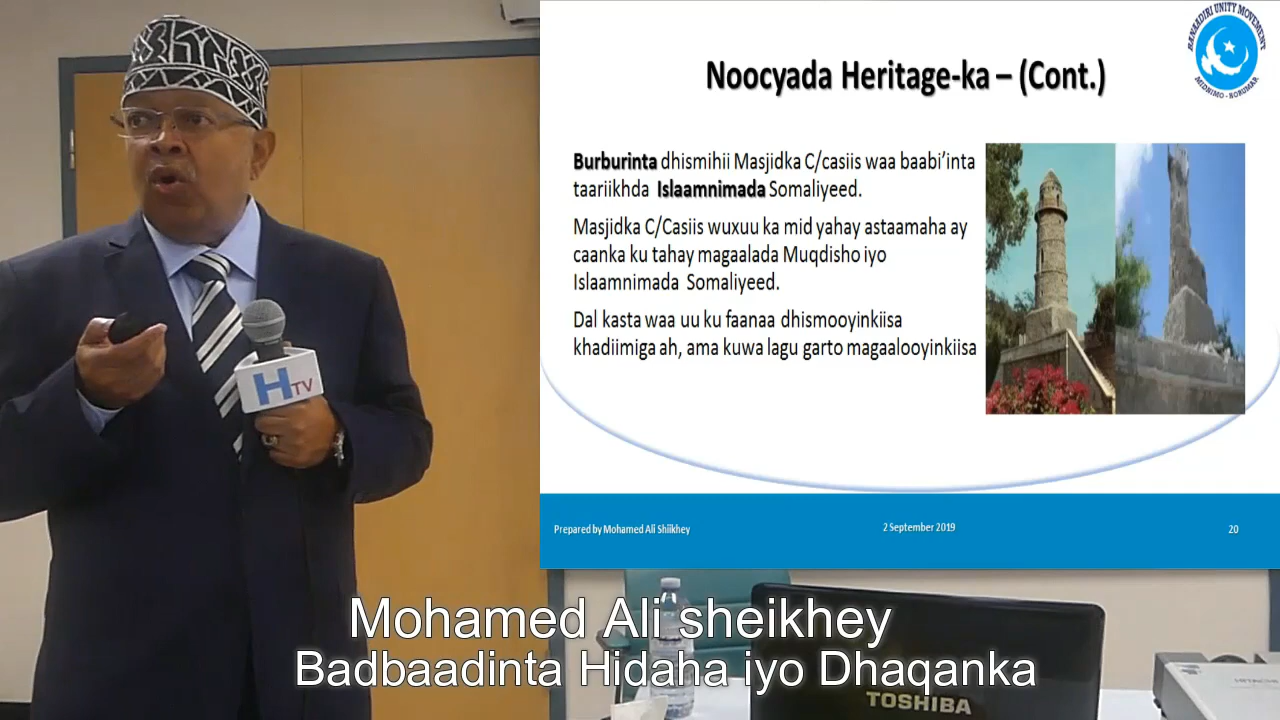 Noocyada Heritage-ka – (Cont.)
BANAADIRI UNITY MOVEMENT
MIDNIMO - HORUMAR
Burburinta dhismihii Masjidka C/casiis waa baabi’inta
taariikhda Islaamnimada Somaliyeed.
Masjidka C/Casiis wuxuu ka mid yahay astaamaha ay
caanka ku tahay magaalada Muqdisho iyo
Islaamnimada Somaliyeed.
Dal kasta waa uu ku faanaa dhismooyinkiisa
khadiimiga ah, ama kuwa lagu garto magaalooyinkiisa
Prepared by Mohamed Ali Shiikhey
2 September 2019
20
HTV
Mohamed Ali sheikhey
Badbaadinta Hidaha iyo Dhaqanka
TOSHIBA
HITACHI